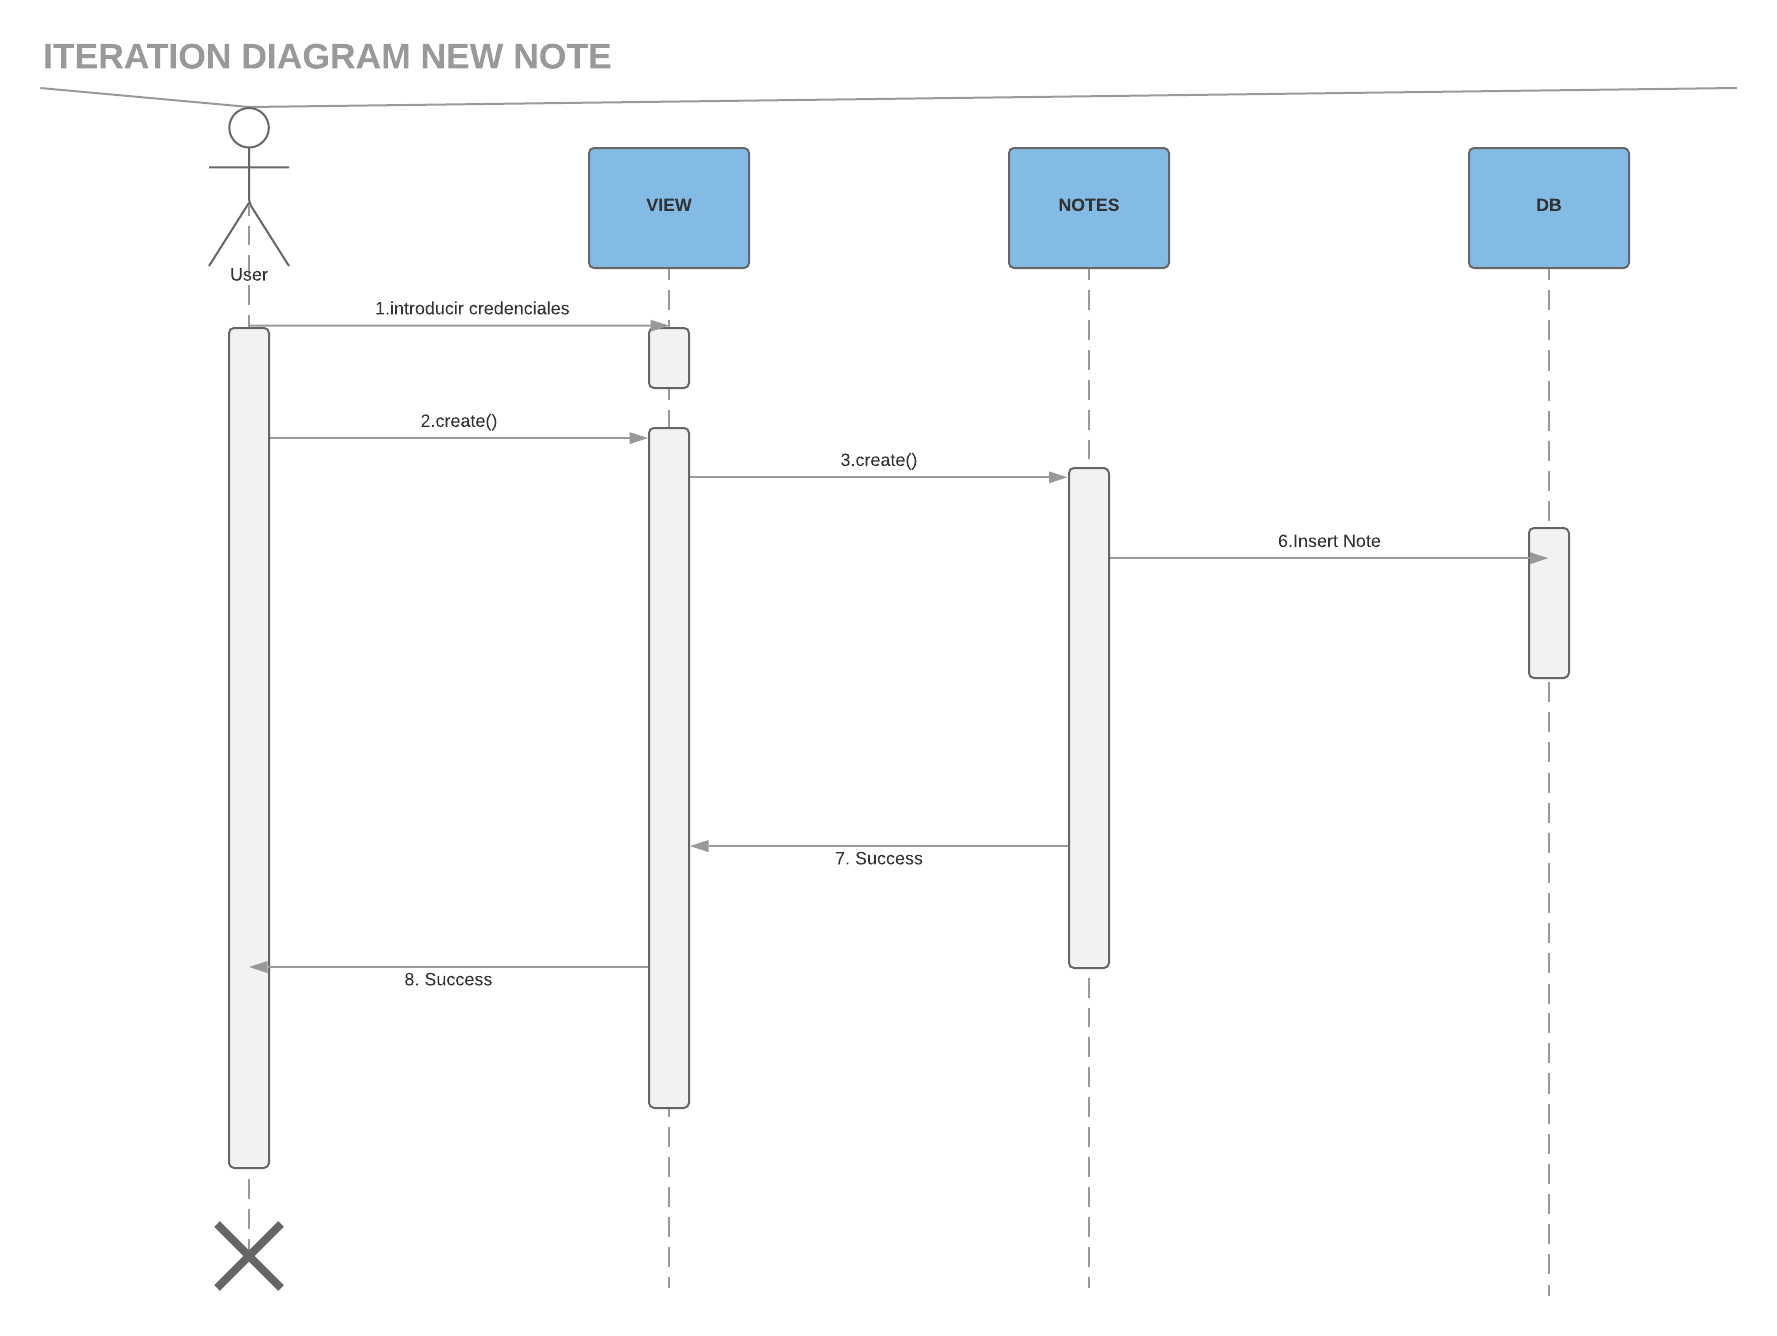 ITERATION DIAGRAM NEW NOTE
VIEW
NOTES
DB
User
1.introducir credenciales
2.create()
3.create()
6.Insert Note
7. Success
8. Success